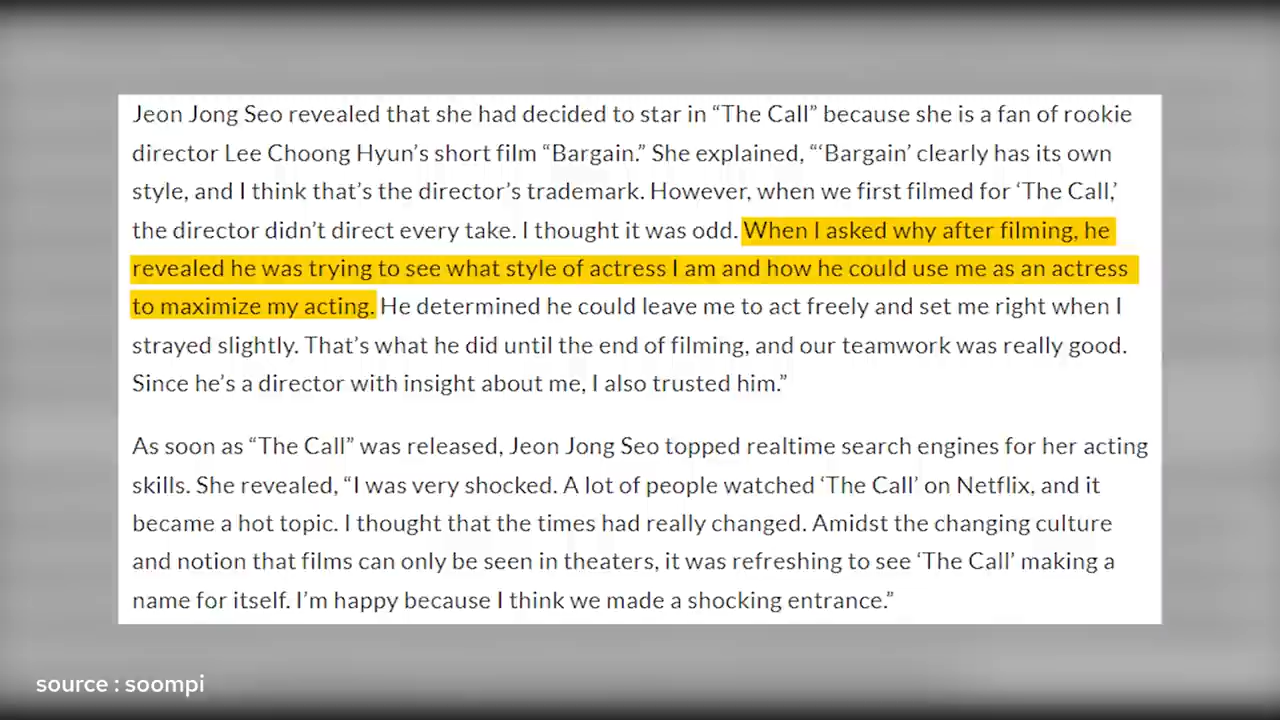 Jeon Jong Seo revealed that she had decided to star in “The Call” because she is a fan of rookie
director Lee Choong Hyun’s short film “Bargain.” She explained, “‘Bargain’ clearly has its own
style, and I think that’s the director’s trademark. However, when we first filmed for ‘The Call,’
the director didn’t direct every take. I thought it was odd. When I asked why after filming, he
revealed he was trying to see what style of actress I am and how he could use me as an actress
to maximize my acting. He determined he could leave me to act freely and set me right when I
strayed slightly. That’s what he did until the end of filming, and our teamwork was really good.
Since he’s a director with insight about me, I also trusted him.”
As soon as “The Call” was released, Jeon Jong Seo topped realtime search engines for her acting
skills. She revealed, “I was very shocked. A lot of people watched ‘The Call’ on Netflix, and it
became a hot topic. I thought that the times had really changed. Amidst the changing culture
and notion that films can only be seen in theaters, it was refreshing to see ‘The Call’ making a
name for itself. I’m happy because I think we made a shocking entrance.”
source : soompi